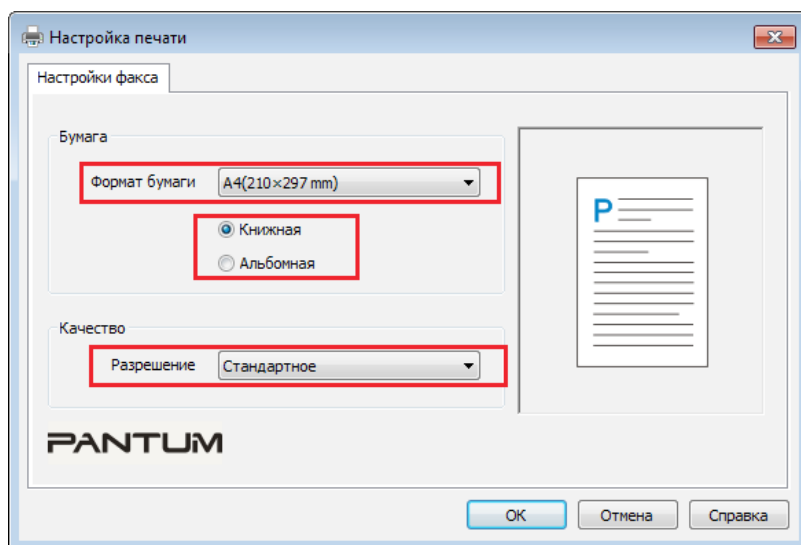 Настройка печати
Настройки факса
Бумага
Формат бумаги A4(210×297 mm)
Книжная
Альбомная
P
Качество
Разрешение Стандартное
PANTUM
OK Отмена Справка